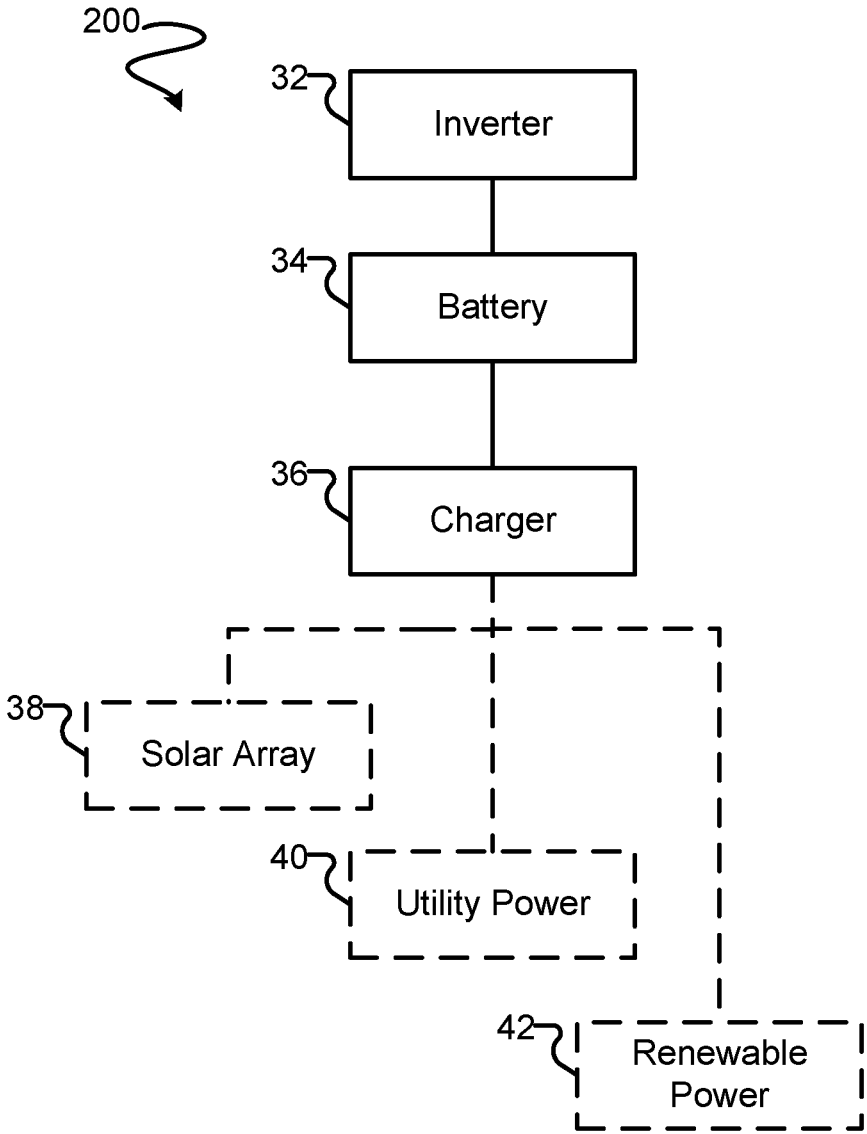 200
32
Inverter
34
Battery
36
Charger
38
Solar Array
40
Utility Power
42
Renewable
Power